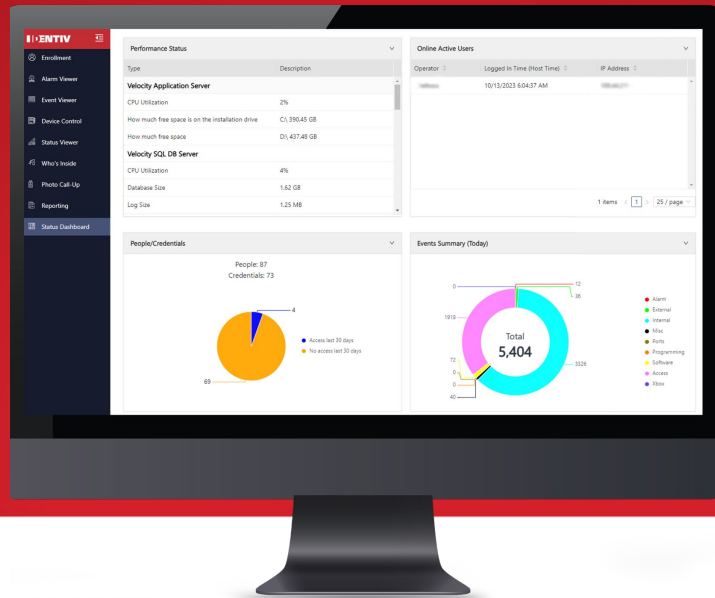 IDENTIV
Enrollment
Alarm Viewer
Event Viewer
Device Control
Status Viewer
Who's Inside
Photo Call-Up
Reporting
Status Dashboard
Performance Status
Type Description
Velocity Application Server
CPU Utilization 2%
How much free space is on the installation drive C:\ 390.45 GB
How much free space D:\ 437.48 GB
Velocity SQL DB Server
CPU Utilization 4%
Database Size 1.62 GB
Log Size 1.25 MB
Online Active Users
Operator Logged In Time (Host Time) IP Address
10/13/2023 6:04:37 AM
1 items < 1 > 25 / page
People/Credentials
People: 87
Credentials: 73
4
69
Access last 30 days
No access last 30 days
Events Summary (Today)
0
12
36
1919
Total
5,404
3326
72
0
0
40
Alarm
External
Internal
Misc
Ports
Programming
Software
Access
Xbox